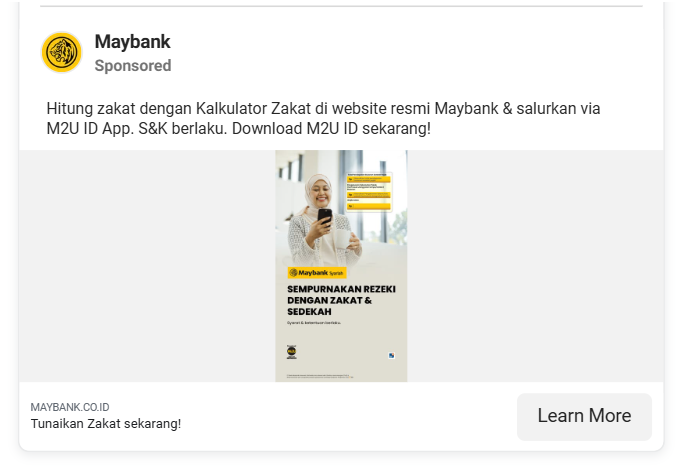 Maybank
Sponsored
Hitung zakat dengan Kalkulator Zakat di website resmi Maybank & salurkan via
M2U ID App. S&K berlaku. Download M2U ID sekarang!
Maybank Syariah
SEMPURNAKAN REZEKI
DENGAN ZAKAT &
SEDEKAH
Syarat & ketentuan berlaku.
MAYBANK.CO.ID
Tunaikan Zakat sekarang!
Learn More